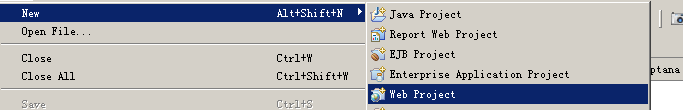 New Alt+Shift+N
Open File...
Close Ctrl+W
Close All Ctrl+Shift+W
Save Ctrl+S
Java Project
Report Web Project
EJB Project
Enterprise Application Project
Web Project
ptana